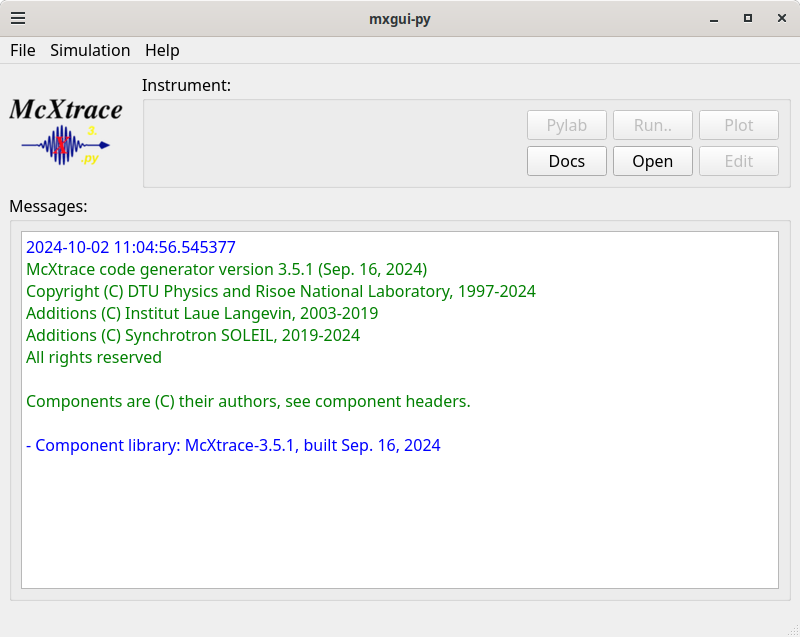 mxgui-py
File Simulation Help
McXtrace
3.
X
.py
Instrument:
Pylab Run.. Plot
Docs Open Edit
Messages:
2024-10-02 11:04:56.545377
McXtrace code generator version 3.5.1 (Sep. 16, 2024)
Copyright (C) DTU Physics and Risoe National Laboratory, 1997-2024
Additions (C) Institut Laue Langevin, 2003-2019
Additions (C) Synchrotron SOLEIL, 2019-2024
All rights reserved
Components are (C) their authors, see component headers.
- Component library: McXtrace-3.5.1, built Sep. 16, 2024